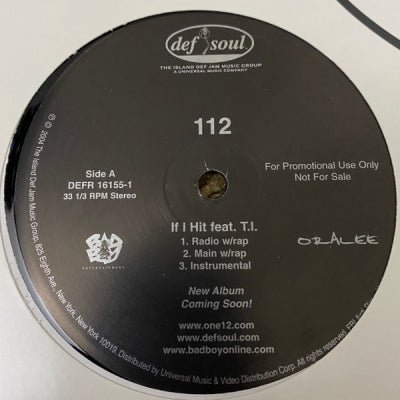 def soul
THE ISLAND DEF JAM MUSIC GROUP
A UNIVERSAL MUSIC COMPANY
112
Side A
DEFR 16155-1
33 1/3 RPM Stereo
For Promotional Use Only
Not For Sale
If I Hit feat. T.I.
1. Radio w/rap
2. Main w/rap
3. Instrumental
ORALEE
BAD BOY
ENTERTAINMENT
New Album
Coming Soon!
www.one12.com
www.defsoul.com
www.badboyonline.com
℗ © 2004 The Island Def Jam Music Group, 825 Eighth Ave., New York, New York 10019. Distributed by Universal Music & Video Distribution Corp. All rights reserved.